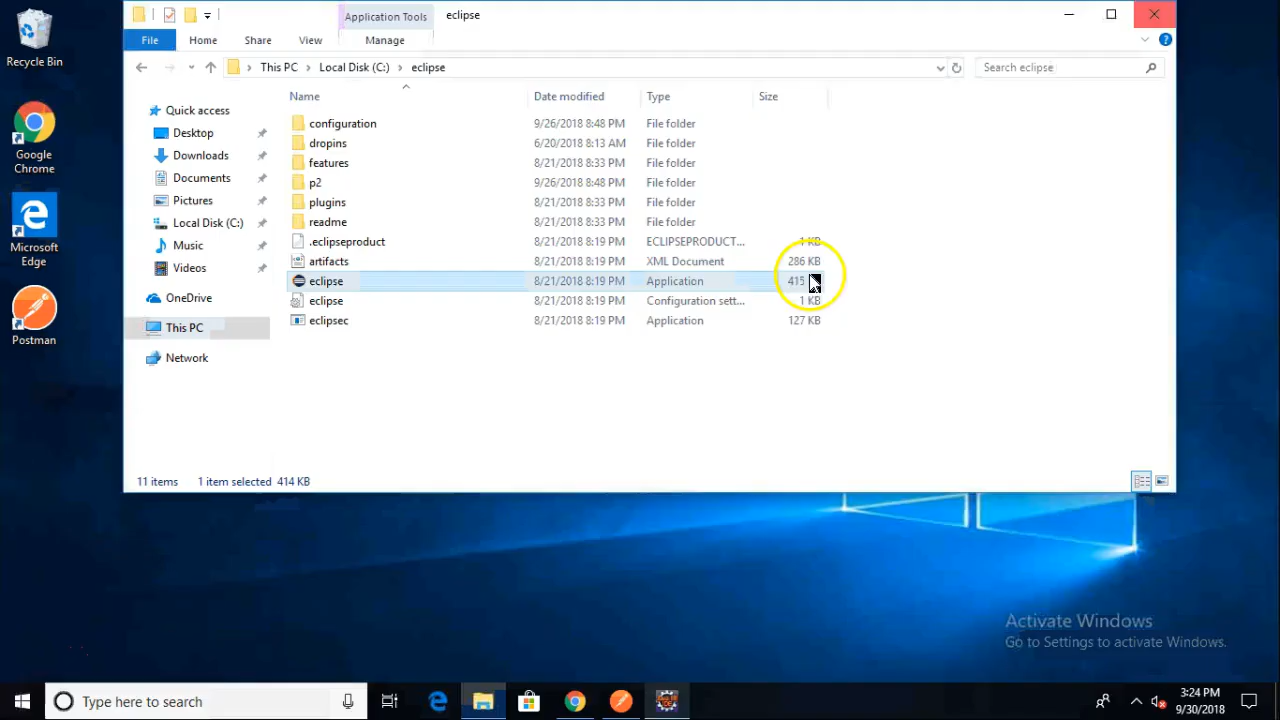 Recycle Bin
Google
Chrome
Microsoft
Edge
Postman
Application Tools
eclipse
File
Home
Share
View
Manage
This PC
Local Disk (C:)
eclipse
Search eclipse
Quick access
Desktop
Downloads
Documents
Pictures
Local Disk (C:)
Music
Videos
OneDrive
This PC
Network
Name Date modified Type Size
configuration 9/26/2018 8:48 PM File folder
dropins 6/20/2018 8:13 AM File folder
features 8/21/2018 8:33 PM File folder
p2 9/26/2018 8:48 PM File folder
plugins 8/21/2018 8:33 PM File folder
readme 8/21/2018 8:33 PM File folder
.eclipseproduct 8/21/2018 8:19 PM ECLIPSEPRODUCT... 1 KB
artifacts 8/21/2018 8:19 PM XML Document 286 KB
eclipse 8/21/2018 8:19 PM Application 415
eclipse 8/21/2018 8:19 PM Configuration sett... 1 KB
eclipsec 8/21/2018 8:19 PM Application 127 KB
11 items 1 item selected 414 KB
Activate Windows
Go to Settings to activate Windows.
Type here to search
3:24 PM
9/30/2018